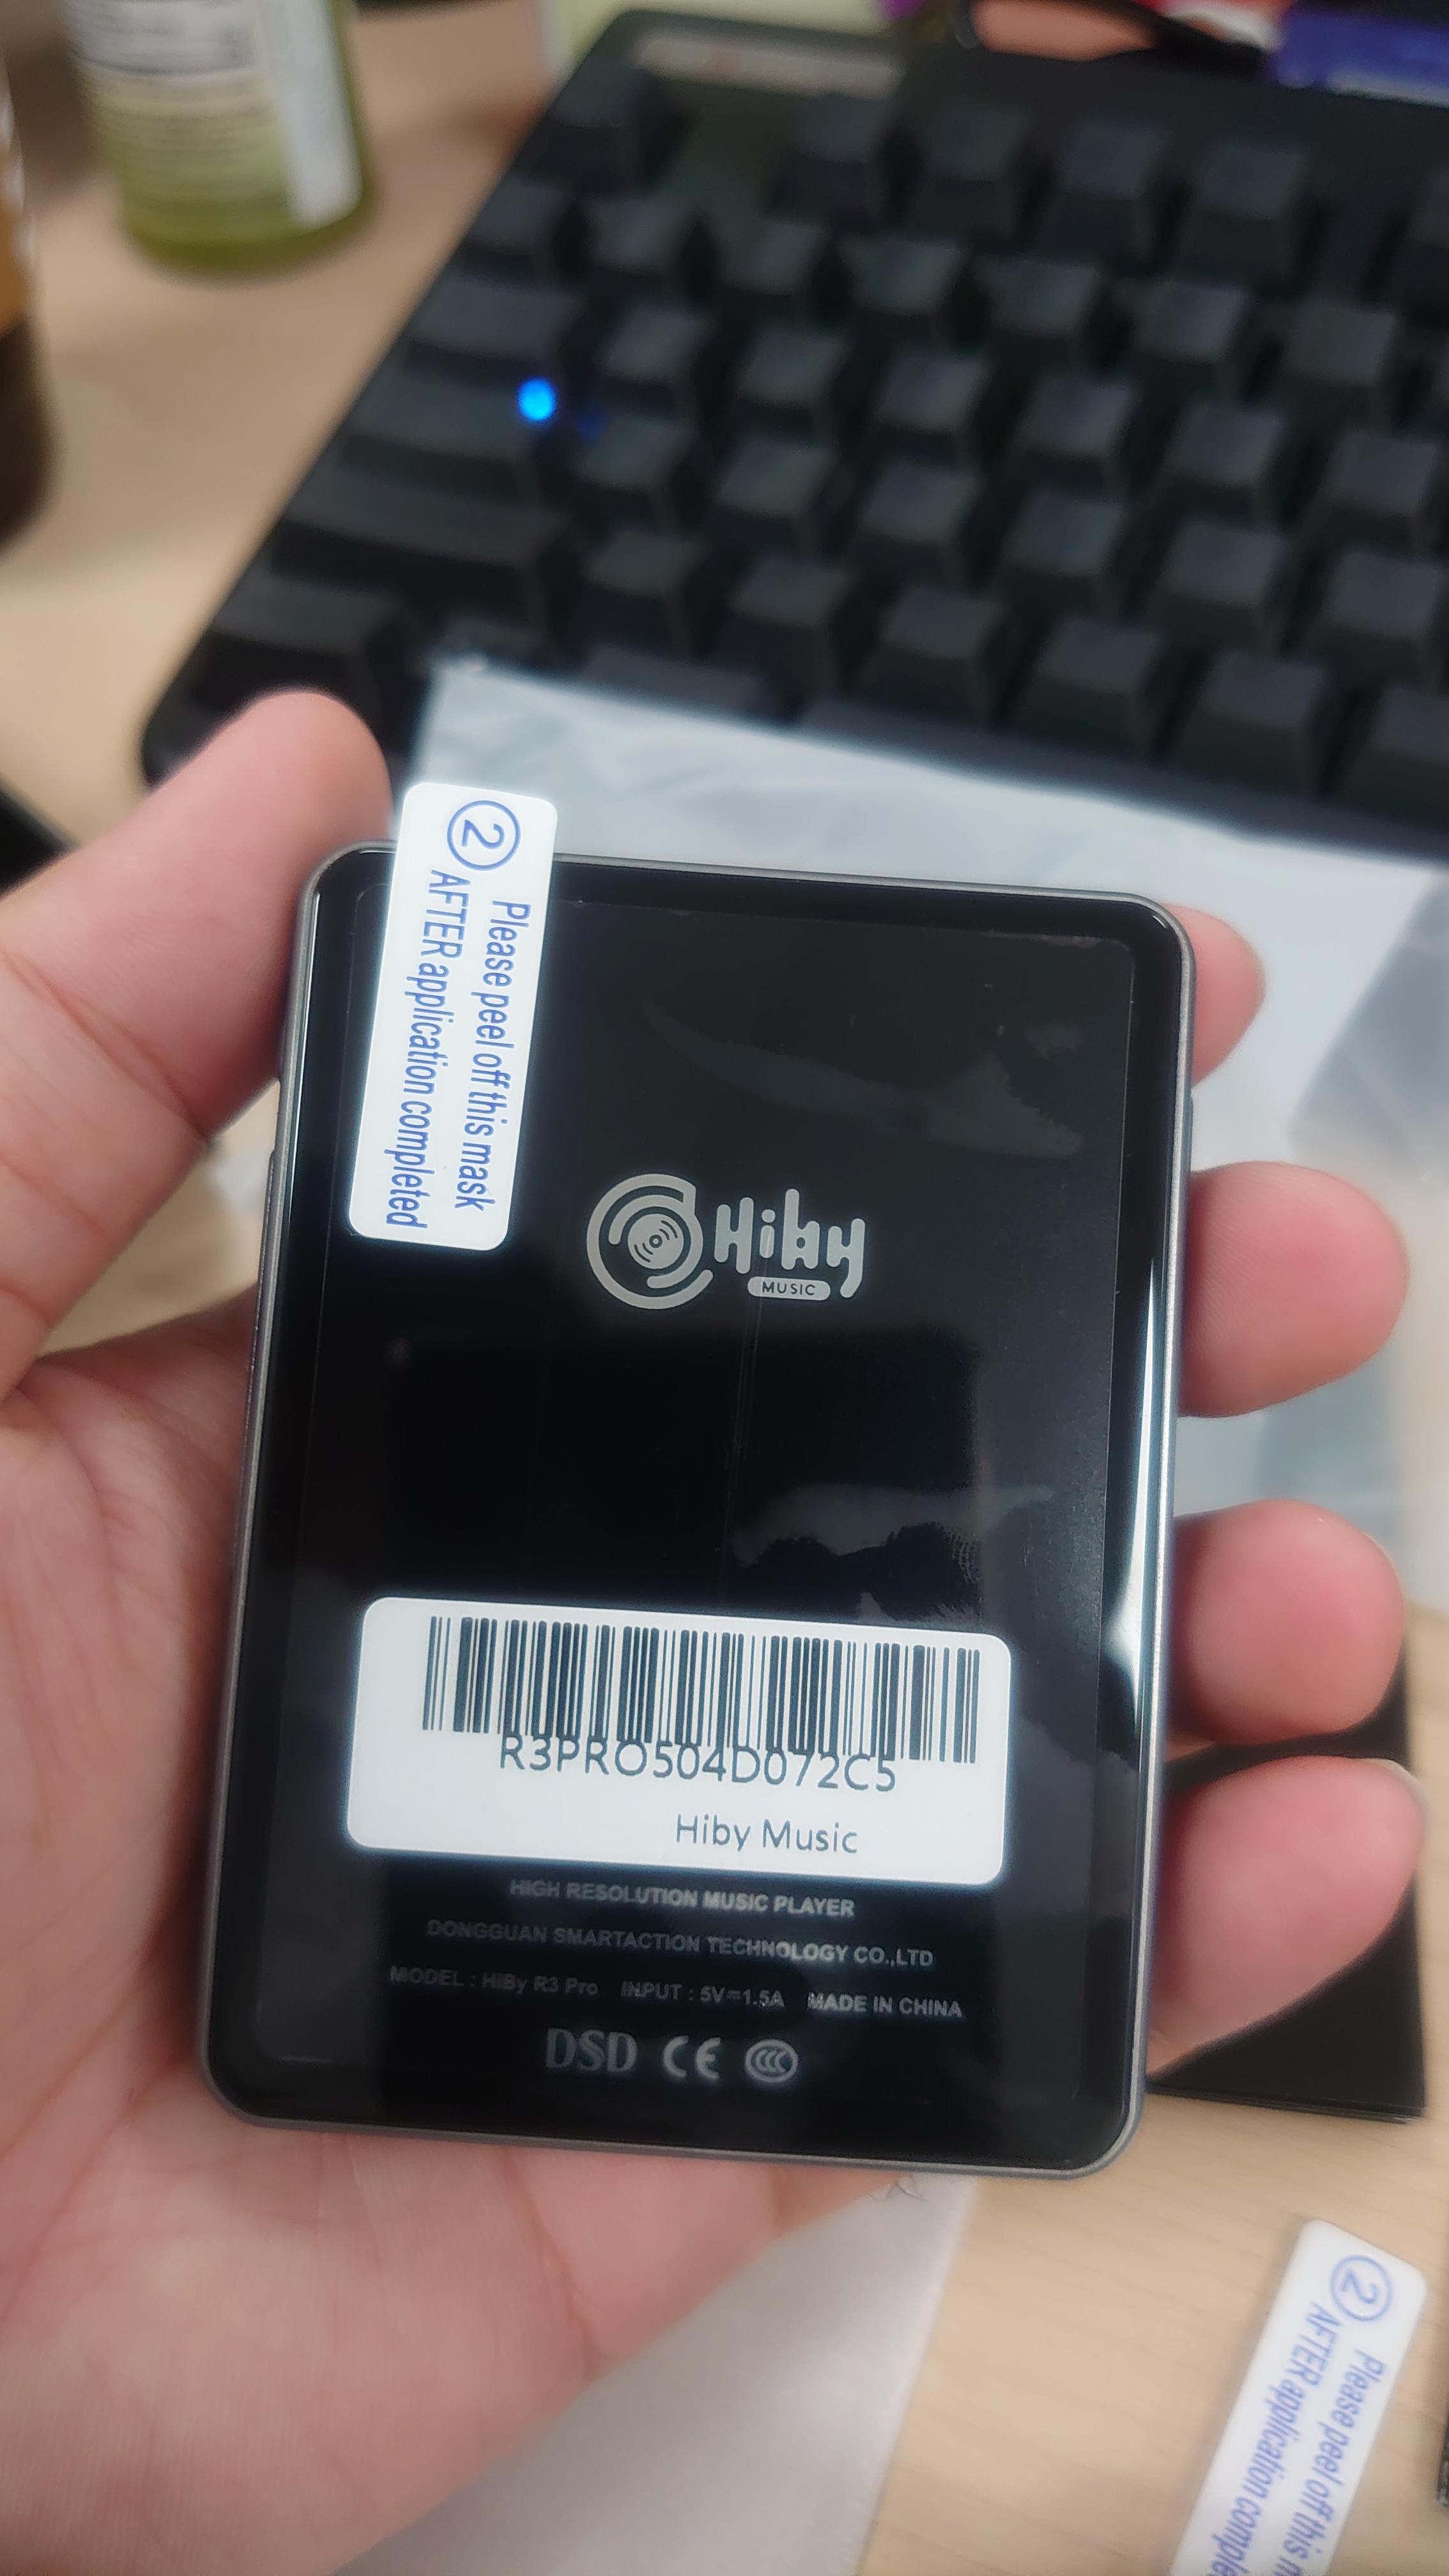 ② Please peel off this mask
AFTER application completed
Hiby
MUSIC
R3PRO504D072C5
Hiby Music
HIGH RESOLUTION MUSIC PLAYER
DONGGUAN SMARTACTION TECHNOLOGY CO.,LTD
MODEL : HiBy R3 Pro INPUT : 5V⎓1.5A MADE IN CHINA
DSD CE CCC
② Please peel off this
AFTER application